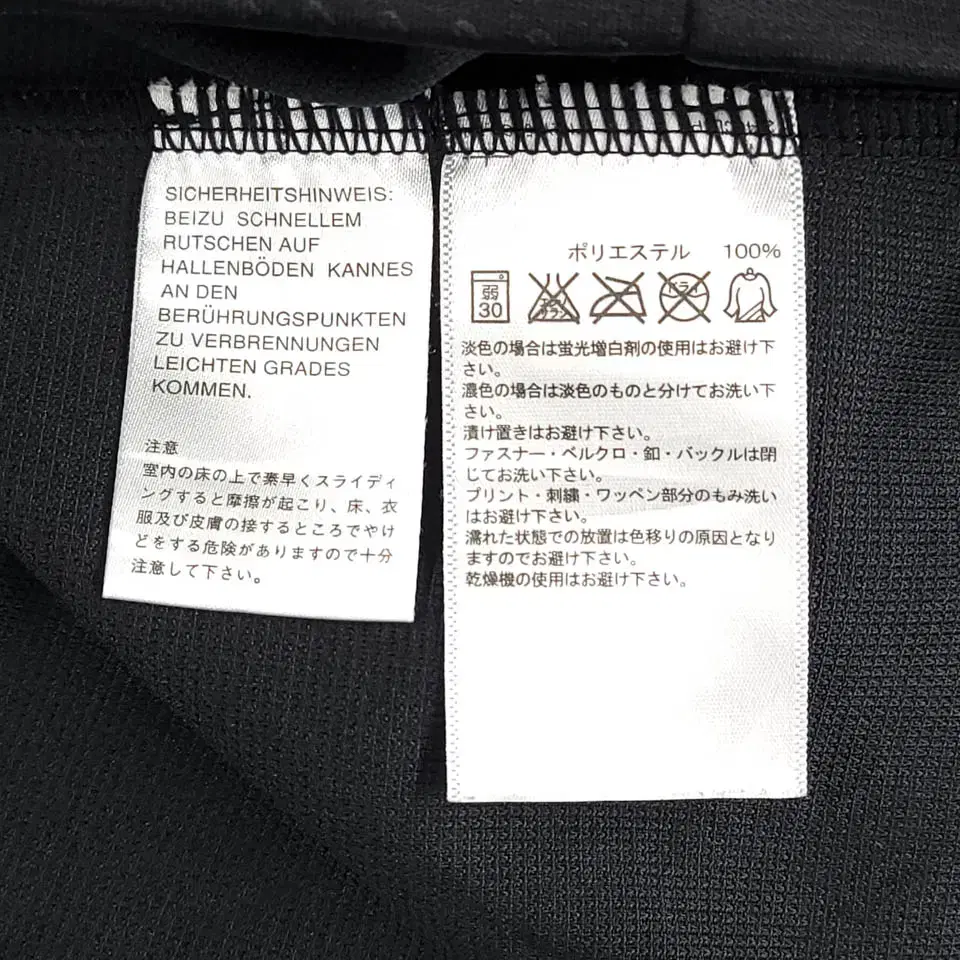 SICHERHEITSHINWEIS:
BEIZU SCHNELLEM
RUTSCHEN AUF
HALLENBÖDEN KANNES
AN DEN
BERÜHRUNGSPUNKTEN
ZU VERBRENNUNGEN
LEICHTEN GRADES
KOMMEN.
注意
室内の床の上で素早くスライディ
ングすると摩擦が起こり、床、衣
服及び皮膚の接するところでやけ
どをする危険がありますので十分
注意して下さい。
ポリエステル 100%
弱
30
エンソ
サラシ
ドライ
淡色の場合は蛍光増白剤の使用はお避け下
さい。
濃色の場合は淡色のものと分けてお洗い下
さい。
漬け置きはお避け下さい。
ファスナー・ベルクロ・釦・バックルは閉
じてお洗い下さい。
プリント・刺繍・ワッペン部分のもみ洗い
はお避け下さい。
濡れた状態での放置は色移りの原因となり
ますのでお避け下さい。
乾燥機の使用はお避け下さい。